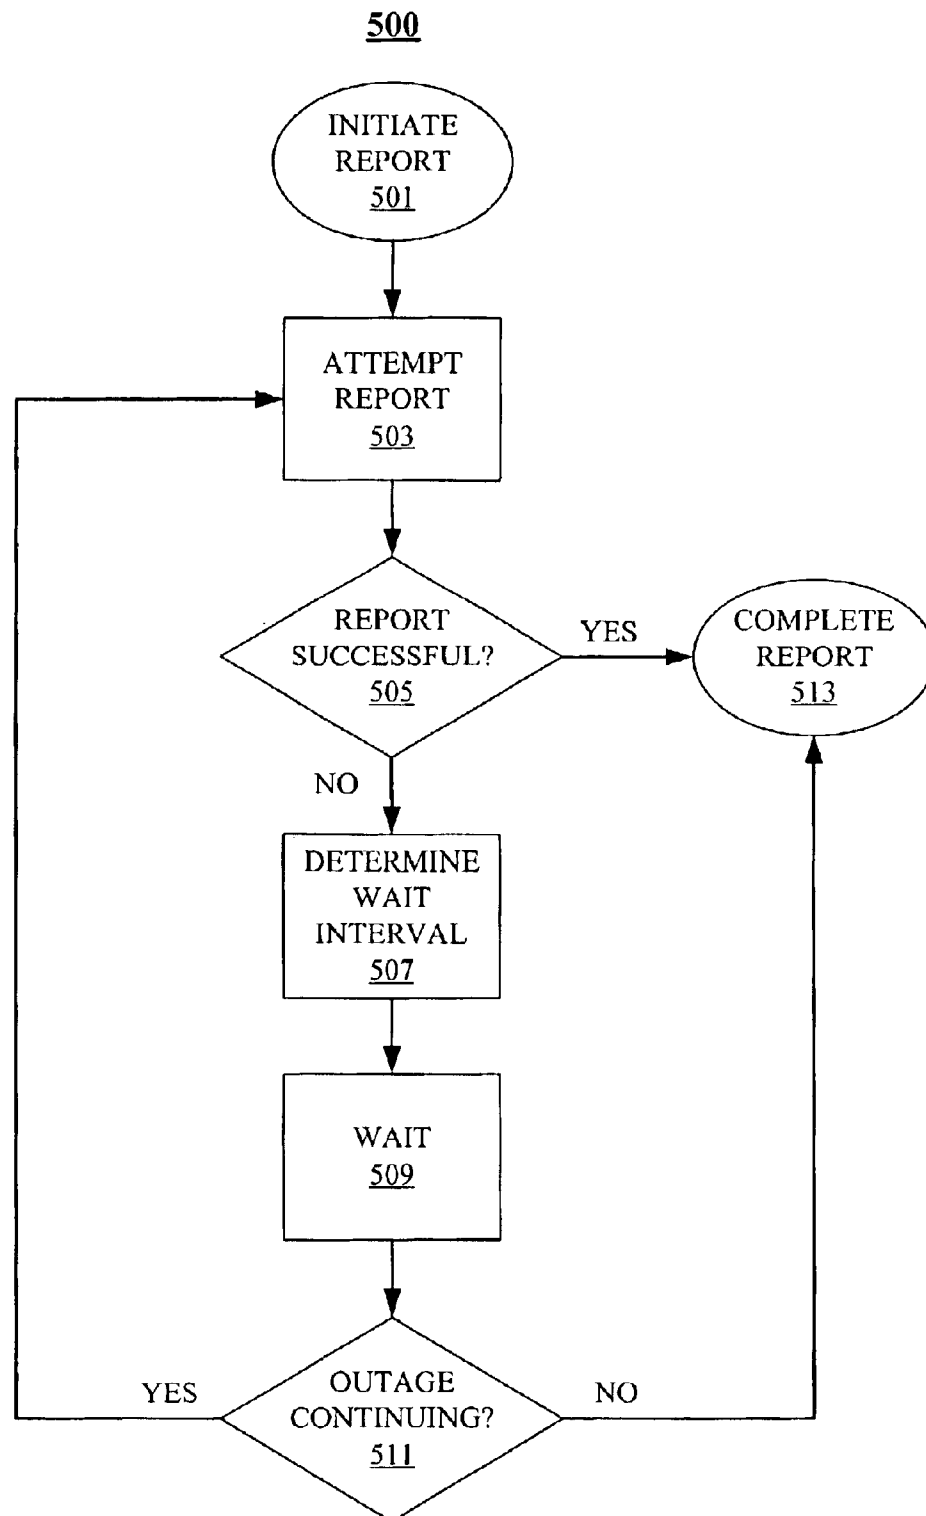 500
INITIATE
REPORT
501
ATTEMPT
REPORT
503
REPORT
SUCCESSFUL?
505
YES
COMPLETE
REPORT
513
NO
DETERMINE
WAIT
INTERVAL
507
WAIT
509
YES
OUTAGE
CONTINUING?
511
NO